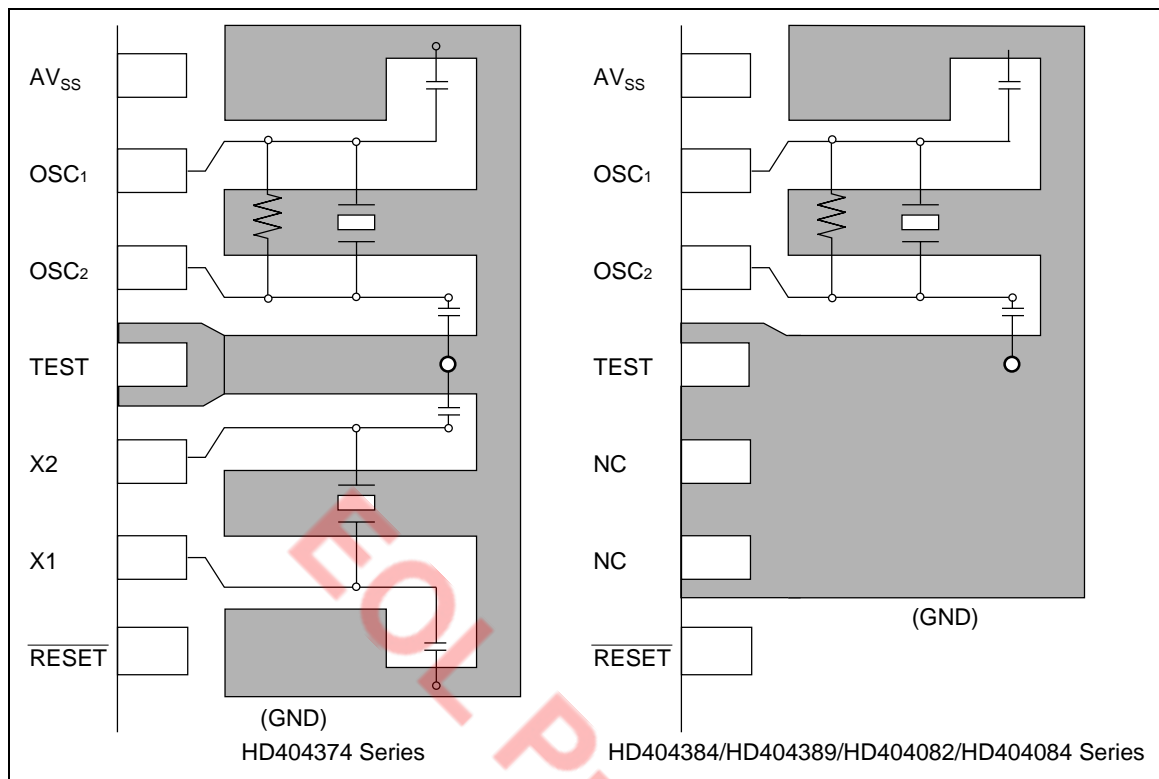 AVSS
OSC1
OSC2
TEST
X2
X1
RESET
(GND)
HD404374 Series
AVSS
OSC1
OSC2
TEST
NC
NC
RESET
(GND)
HD404384/HD404389/HD404082/HD404084 Series
EOL P